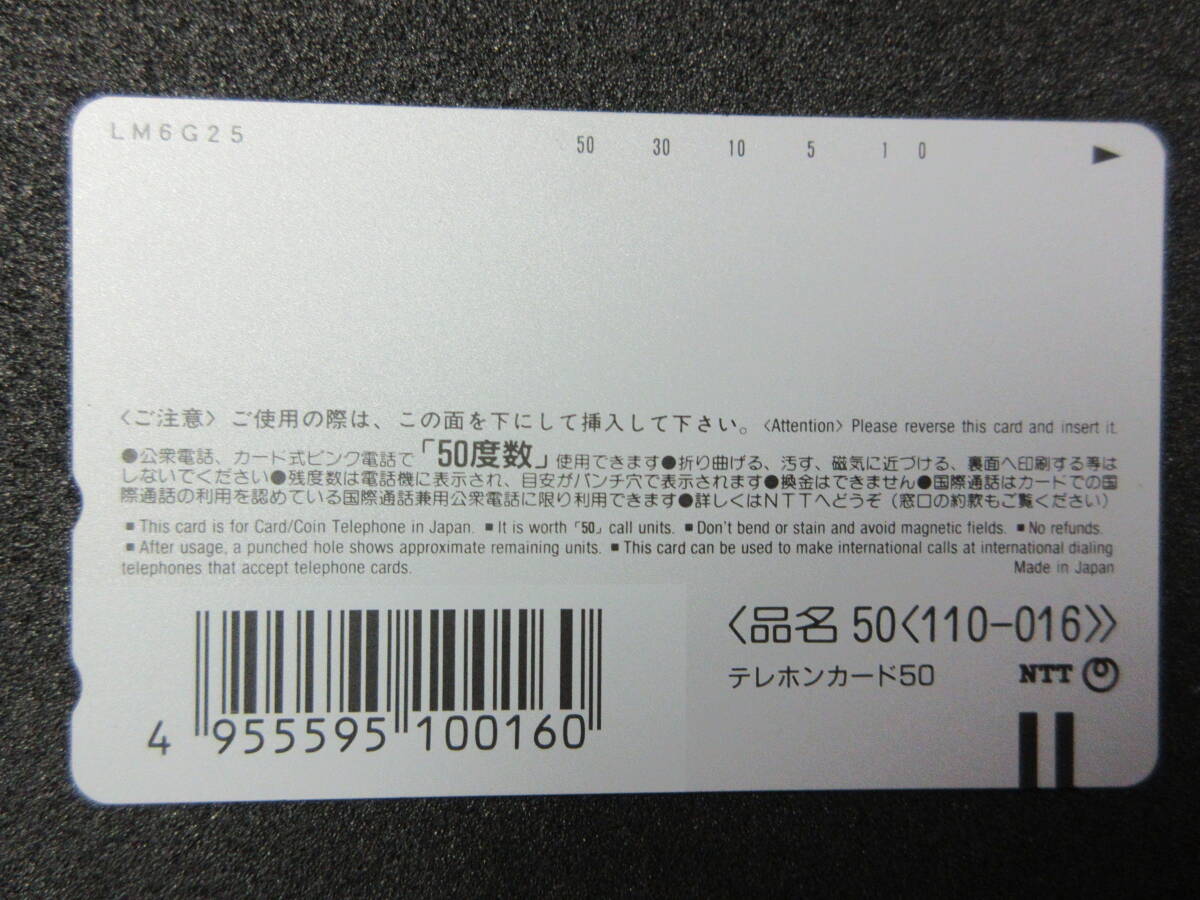 LM6G25
50 30 10 5 1 0
〈ご注意〉ご使用の際は、この面を下にして挿入して下さい。〈Attention〉Please reverse this card and insert it.
●公衆電話、カード式ピンク電話で「50度数」使用できます●折り曲げる、汚す、磁気に近づける、裏面へ印刷する等は
しないでください●残度数は電話機に表示され、目安がパンチ穴で表示されます●換金はできません●国際通話はカードでの国
際通話の利用を認めている国際通話兼用公衆電話に限り利用できます●詳しくはNTTへどうぞ(窓口の約款もご覧ください)
■ This card is for Card/Coin Telephone in Japan. ■ It is worth「50」call units. ■ Don't bend or stain and avoid magnetic fields. ■ No refunds.
■ After usage, a punched hole shows approximate remaining units. ■ This card can be used to make international calls at international dialing
telephones that accept telephone cards. Made in Japan
〈品名 50〈110-016〉〉
テレホンカード50 NTT
4 955595 100160